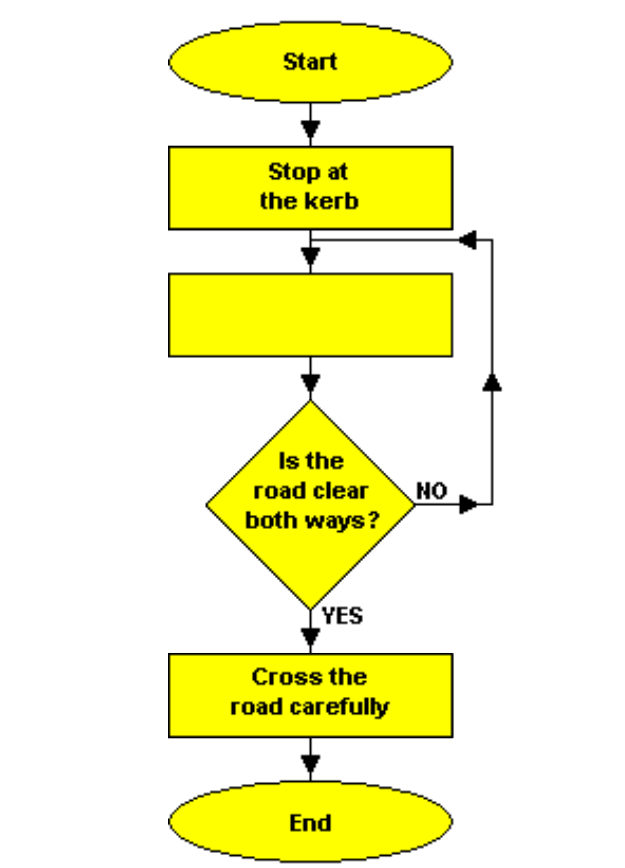 Start
Stop at
the kerb
Is the
road clear
both ways?
NO
YES
Cross the
road carefully
End